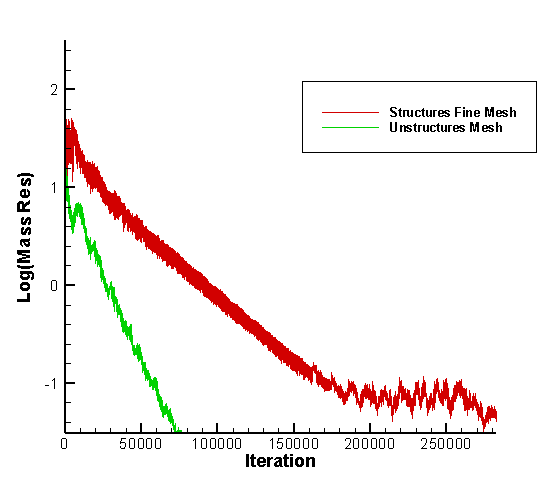 Log(Mass Res)
2
1
0
-1
Structures Fine Mesh
Unstructures Mesh
0 50000 100000 150000 200000 250000
Iteration